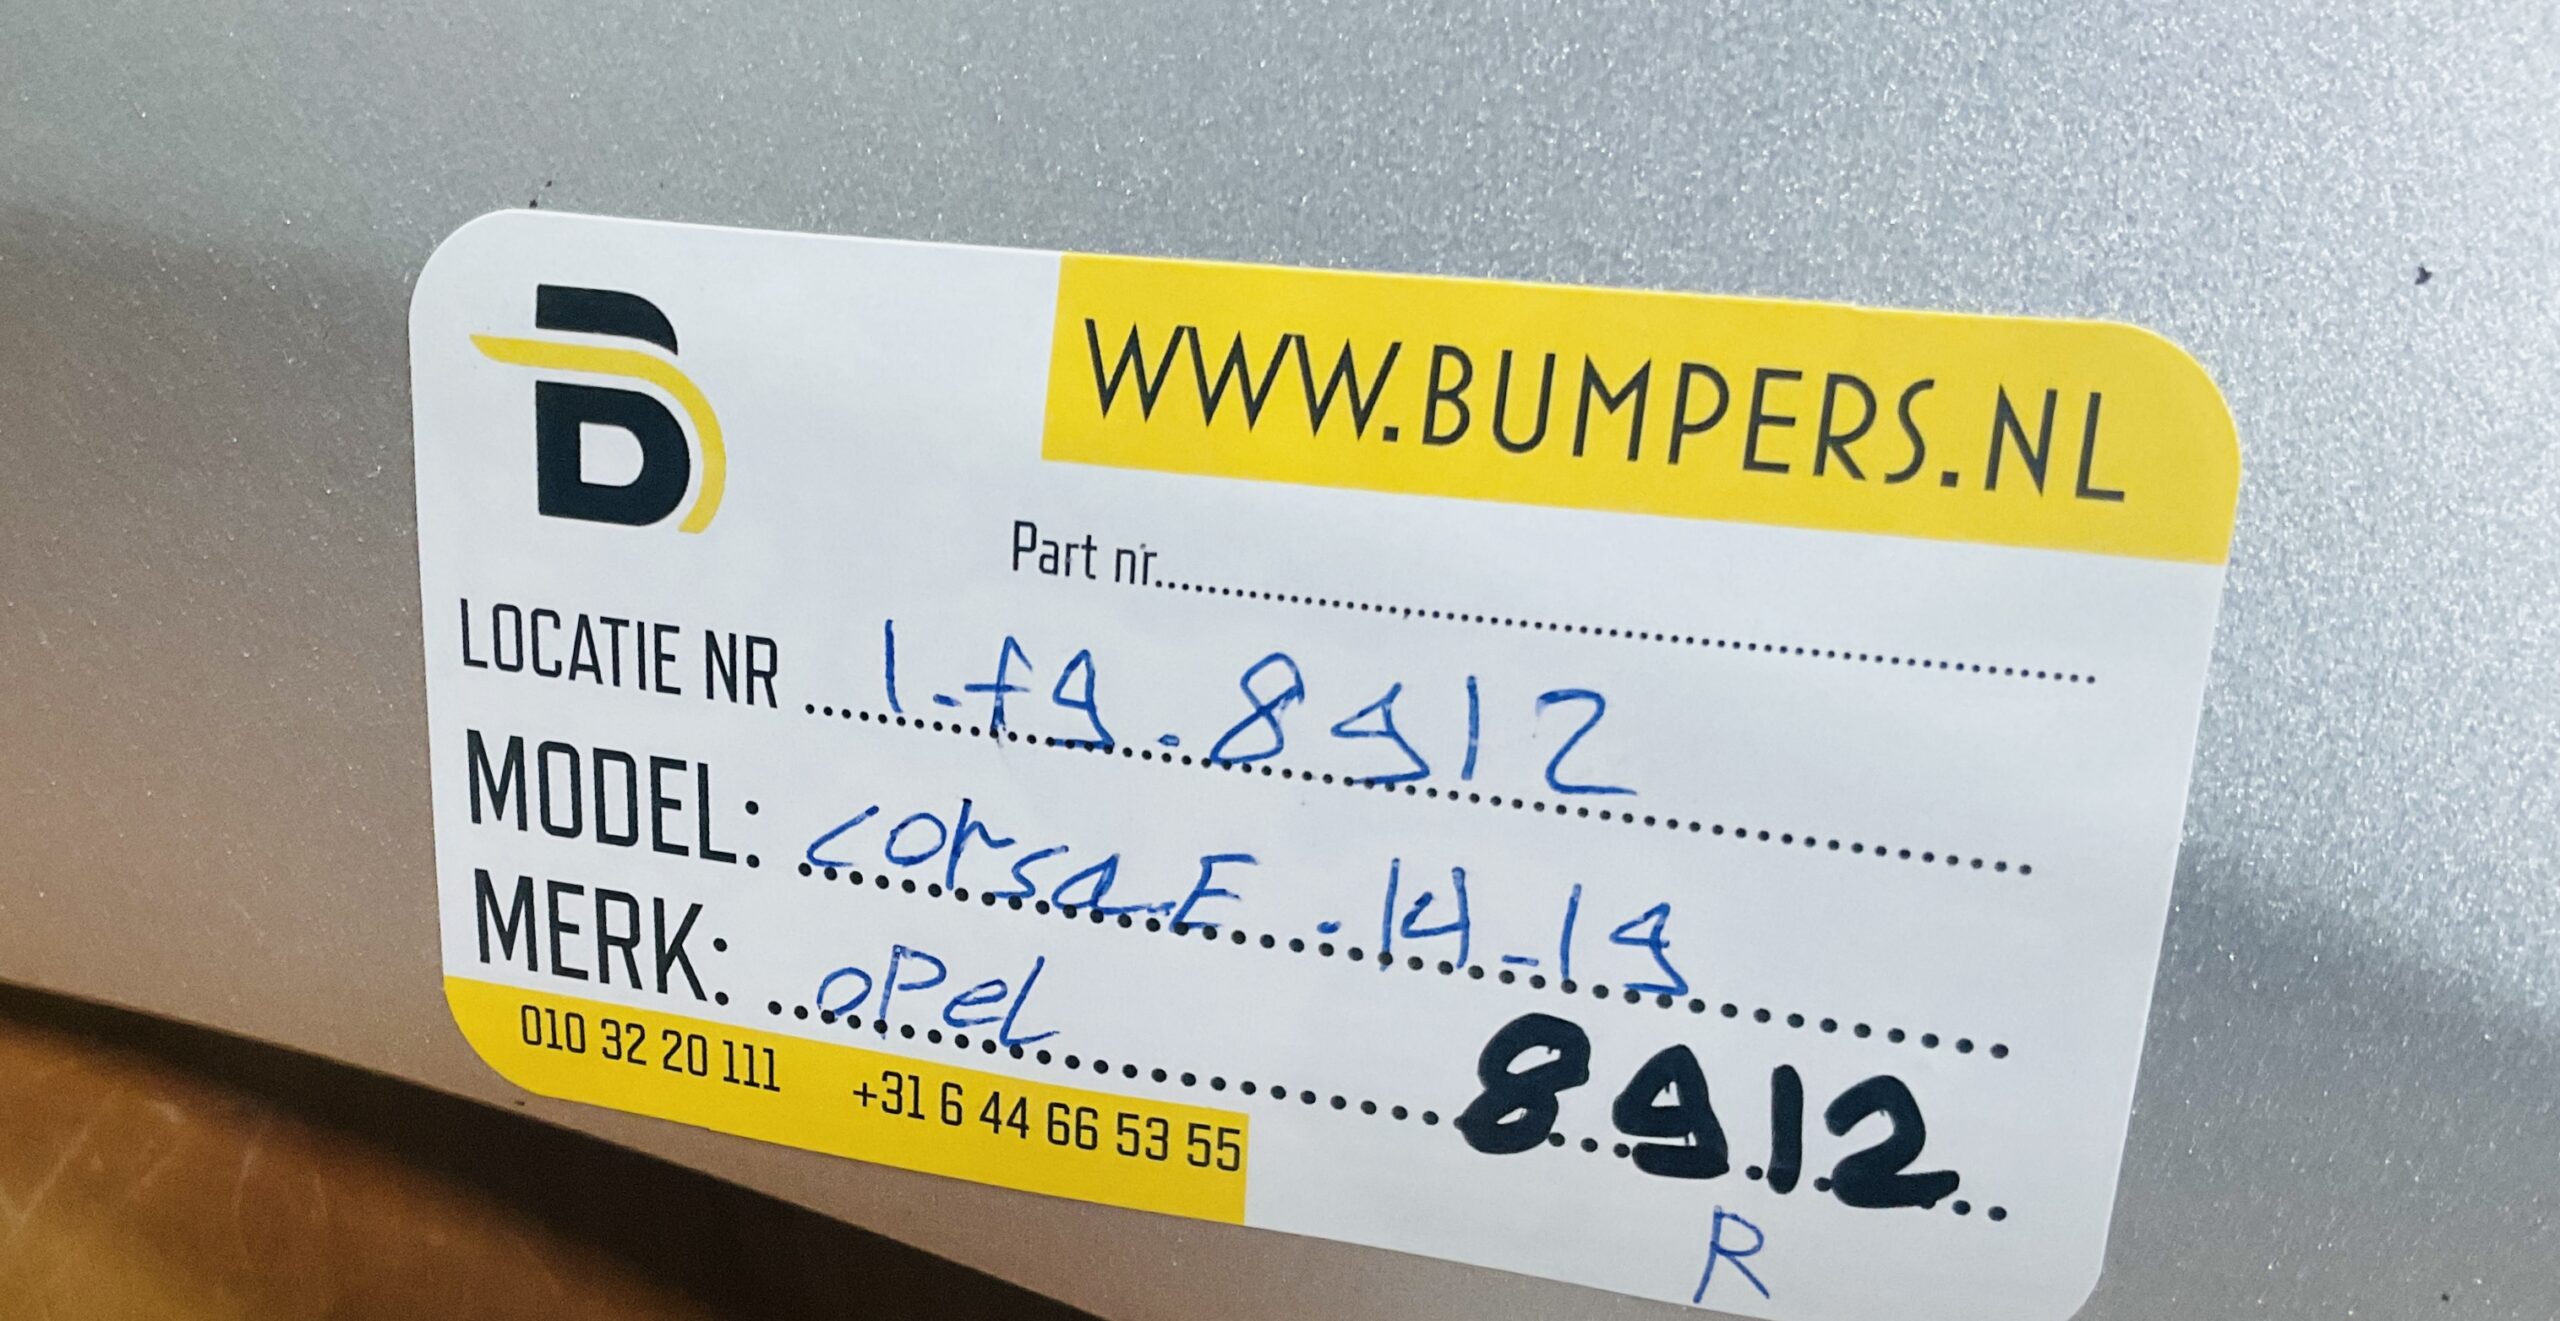 B
WWW.BUMPERS.NL
Part nr........................................
LOCATIE NR ...1-f9.8912....................
MODEL: ..corsa-E..14-19....................
MERK: ..oPel....................8912..
010 32 20 111 +31 6 44 66 53 55
R